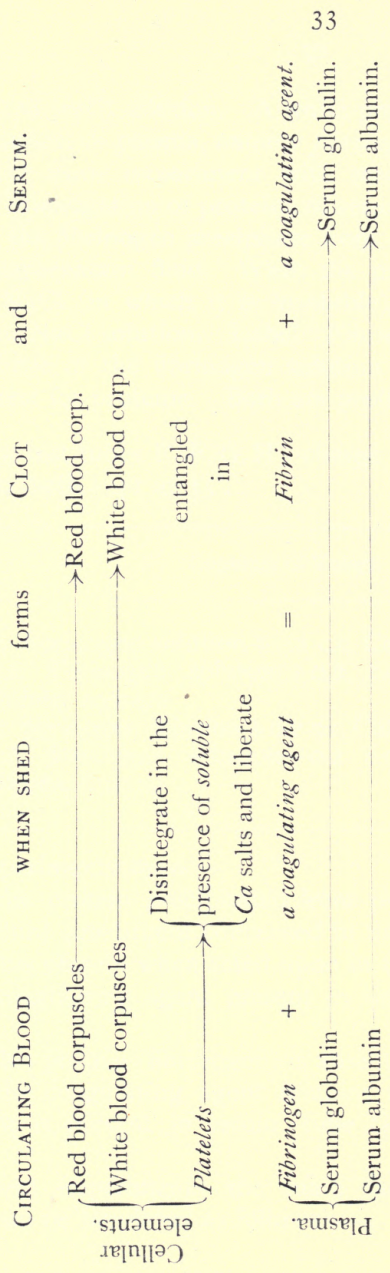 33
CIRCULATING BLOOD WHEN SHED forms CLOT and SERUM.
Cellular elements.
Red blood corpuscles Red blood corp.
White blood corpuscles White blood corp.
Platelets
Disintegrate in the
presence of soluble
Ca salts and liberate
entangled
in
Plasma.
Fibrinogen + a coagulating agent = Fibrin + a coagulating agent.
Serum globulin Serum globulin.
Serum albumin Serum albumin.